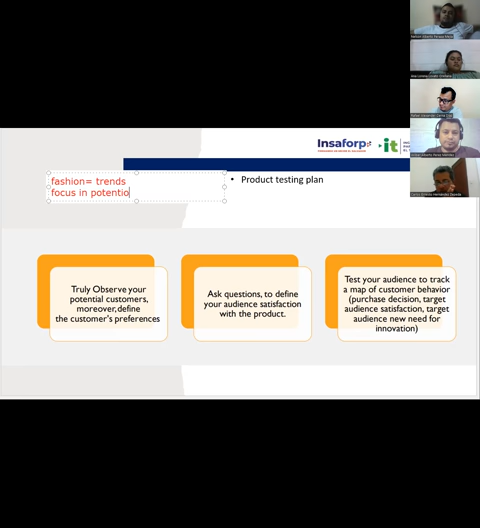 Insaforp
it
fashion= trends
focus in potentio
• Product testing plan
Truly Observe your
potential customers,
moreover, define
the customer's preferences
Ask questions, to define
your audience satisfaction
with the product.
Test your audience to track
a map of customer behavior
(purchase decision, target
audience satisfaction, target
audience new need for
innovation)